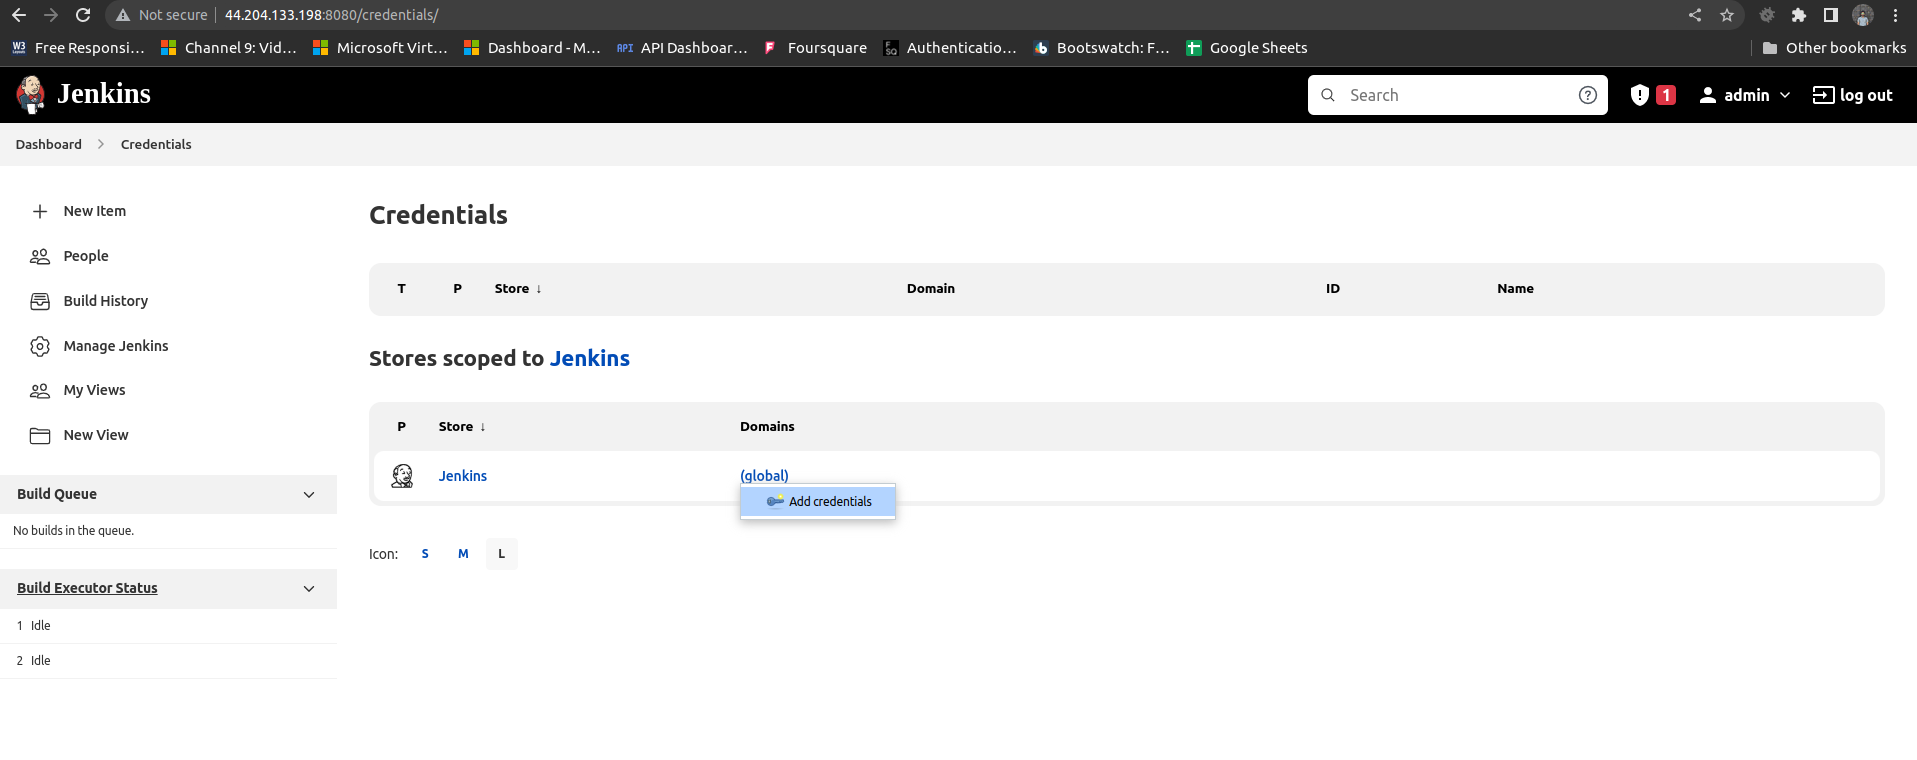 Not secure 44.204.133.198:8080/credentials/
W3 Free Responsi... Channel 9: Vid... Microsoft Virt... Dashboard - M... API API Dashboar... Foursquare FSQ Authenticatio... Bootswatch: F... Google Sheets Other bookmarks
Jenkins Search 1 admin log out
Dashboard Credentials
New Item
People
Build History
Manage Jenkins
My Views
New View
Build Queue
No builds in the queue.
Build Executor Status
1 Idle
2 Idle
Credentials
T P Store ↓ Domain ID Name
Stores scoped to Jenkins
P Store ↓ Domains
Jenkins (global)
Add credentials
Icon: S M L